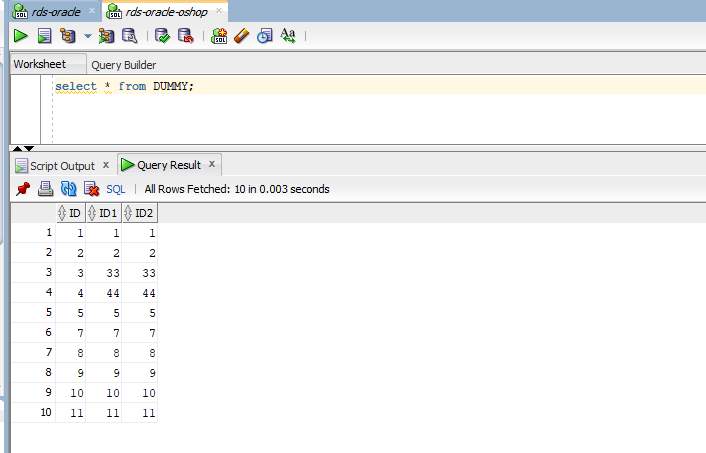 rds-oracle × rds-oracle-oshop ×
Worksheet Query Builder
select * from DUMMY;
Script Output x Query Result x
SQL | All Rows Fetched: 10 in 0.003 seconds
ID ID1 ID2
1 1 1 1
2 2 2 2
3 3 33 33
4 4 44 44
5 5 5 5
6 7 7 7
7 8 8 8
8 9 9 9
9 10 10 10
10 11 11 11